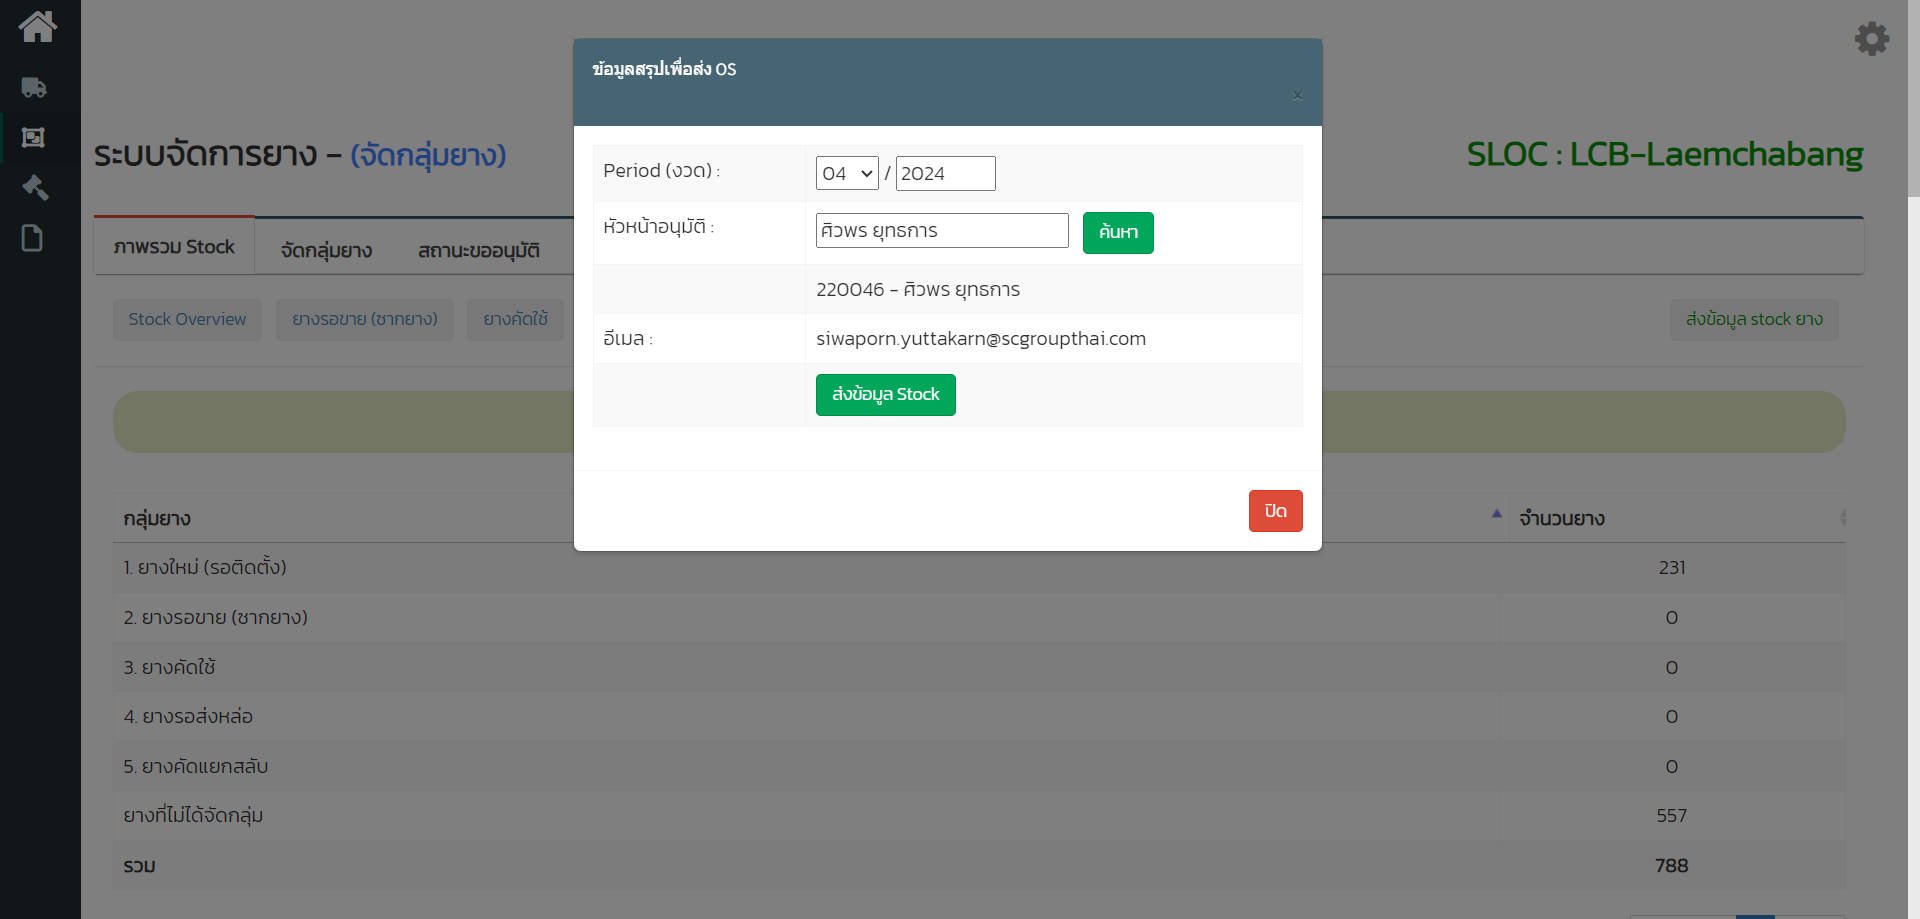 ข้อมูลสรุปเพื่อส่ง OS
×
Period (งวด) : 04 / 2024
หัวหน้าอนุมัติ : ศิวพร ยุทธการ ค้นหา
220046 - ศิวพร ยุทธการ
อีเมล : siwaporn.yuttakarn@scgroupthai.com
ส่งข้อมูล Stock
ปิด
ระบบจัดการยาง - (จัดกลุ่มยาง) SLOC : LCB-Laemchabang
ภาพรวม Stock จัดกลุ่มยาง สถานะขออนุมัติ
Stock Overview ยางรอขาย (ซากยาง) ยางคัดใช้ ส่งข้อมูล stock ยาง
กลุ่มยาง จำนวนยาง
1. ยางใหม่ (รอติดตั้ง) 231
2. ยางรอขาย (ซากยาง) 0
3. ยางคัดใช้ 0
4. ยางรอส่งหล่อ 0
5. ยางคัดแยกสลับ 0
ยางที่ไม่ได้จัดกลุ่ม 557
รวม 788